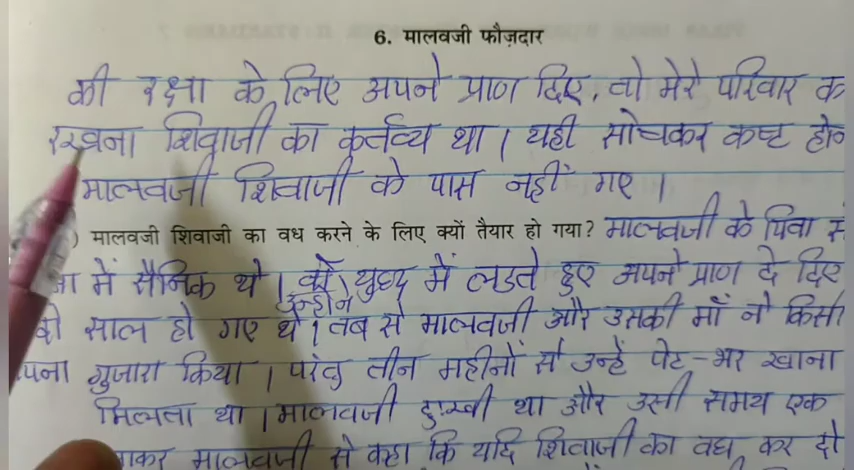 6. मालवजी फौज़दार
की रक्षा के लिए अपने प्राण दिए, वो मेरे परिवार
रखना शिवाजी का कर्तव्य था । यही सोचकर कष्ट
मालवजी शिवाजी के पास नहीं गए ।
) मालवजी शिवाजी का वध करने के लिए क्यों तैयार हो गया? मालवजी के पिता
में सैनिक थे । उन्होंने युध्द में लडते हुए अपने प्राण दे दिए
साल हो गए थे । तब से मालवजी और उसकी माँ ने किसी
गुजारा किया । परंतु तीन महीनों से उन्हें पेट-भर खाना
मिलता था । मालवजी दुःखी था और उसी समय एक
मालवजी से कहा कि यदि शिवाजी का वध कर दो